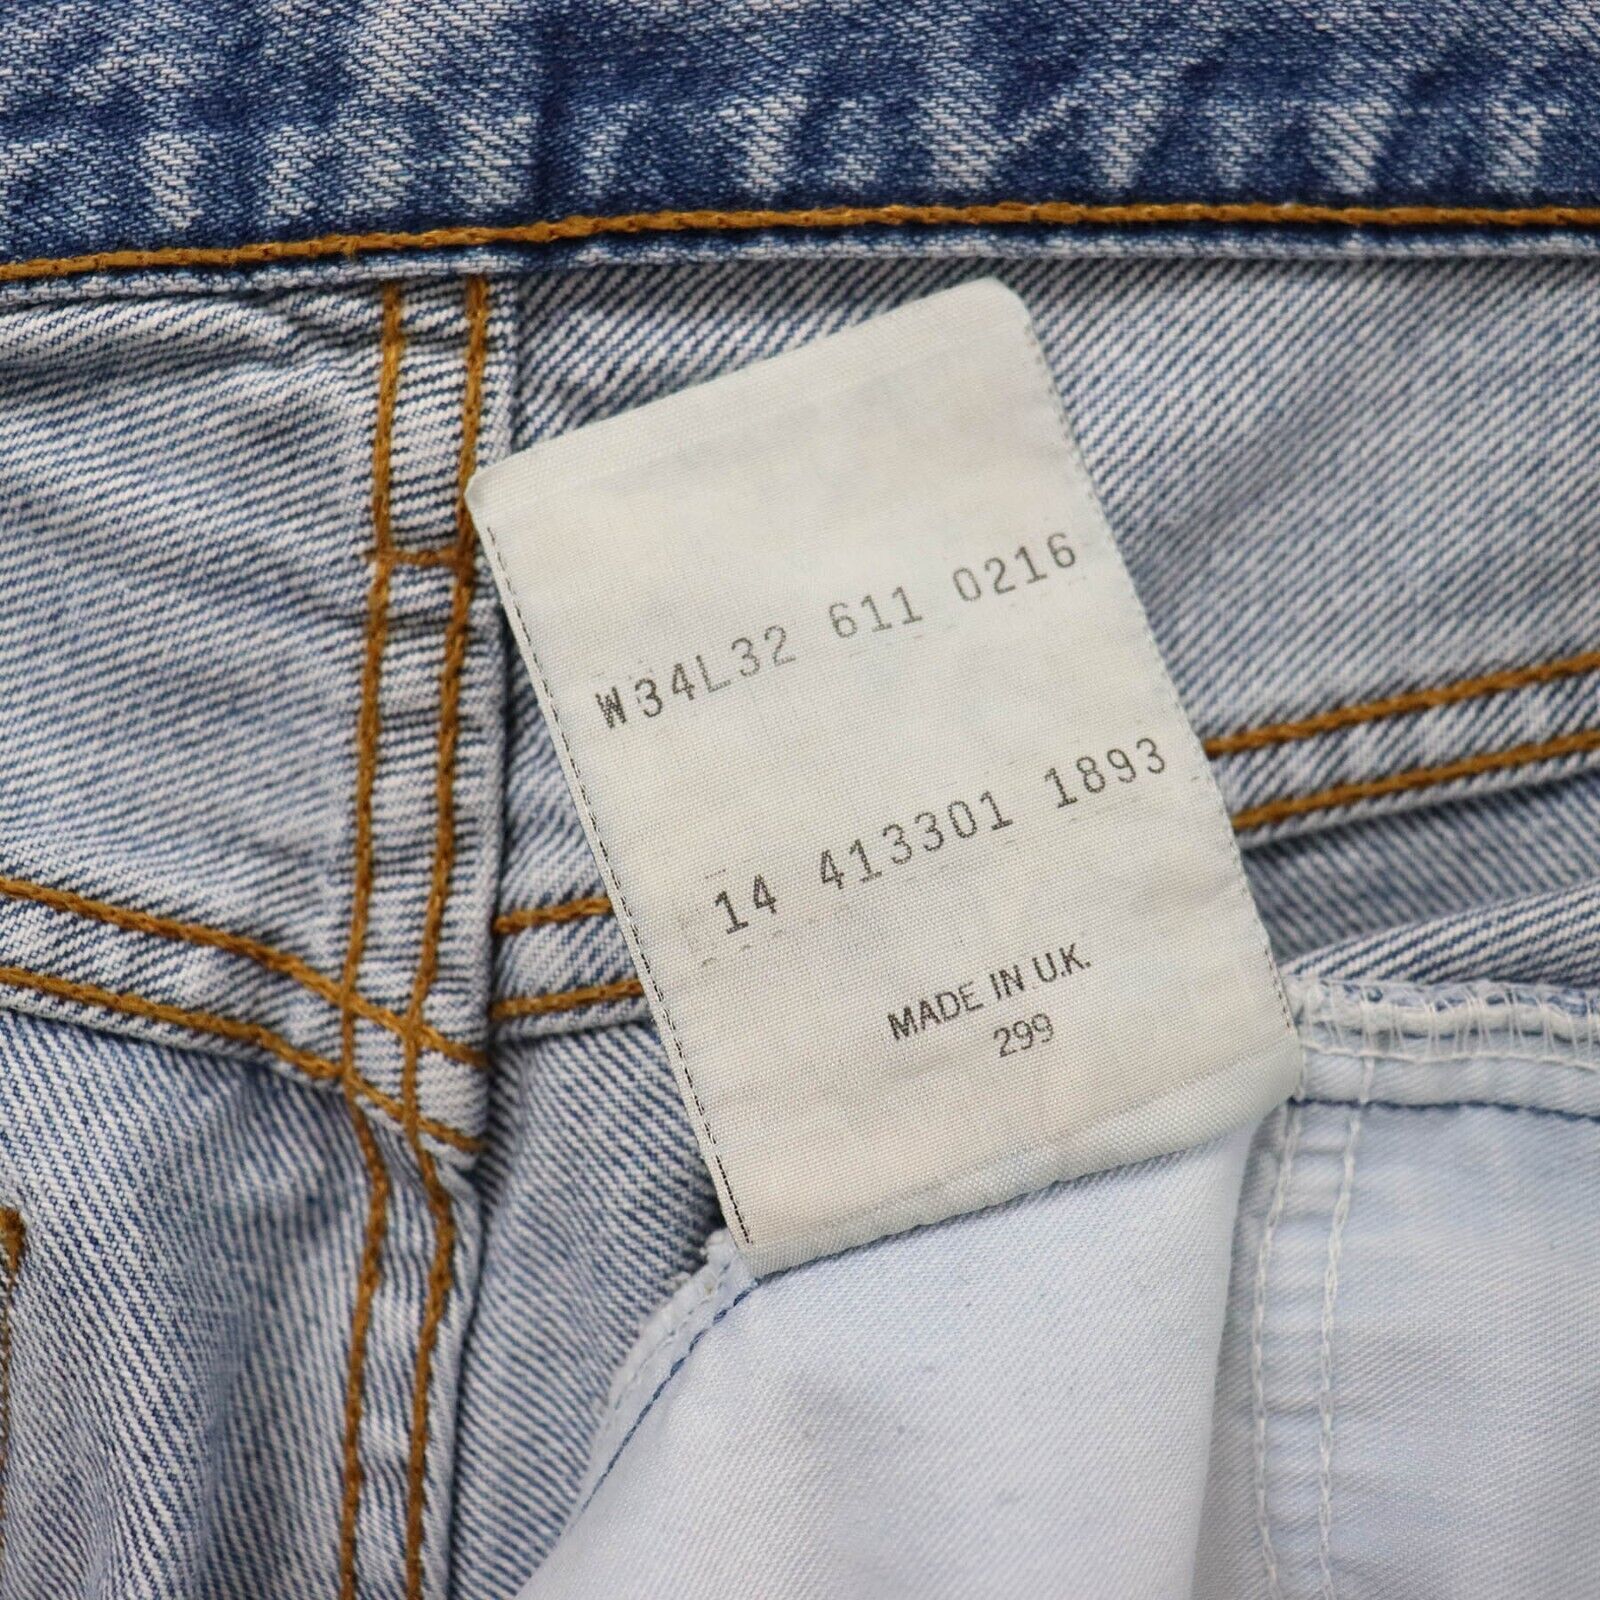 W34L32 611 0216
14 413301 1893
MADE IN U.K.
299